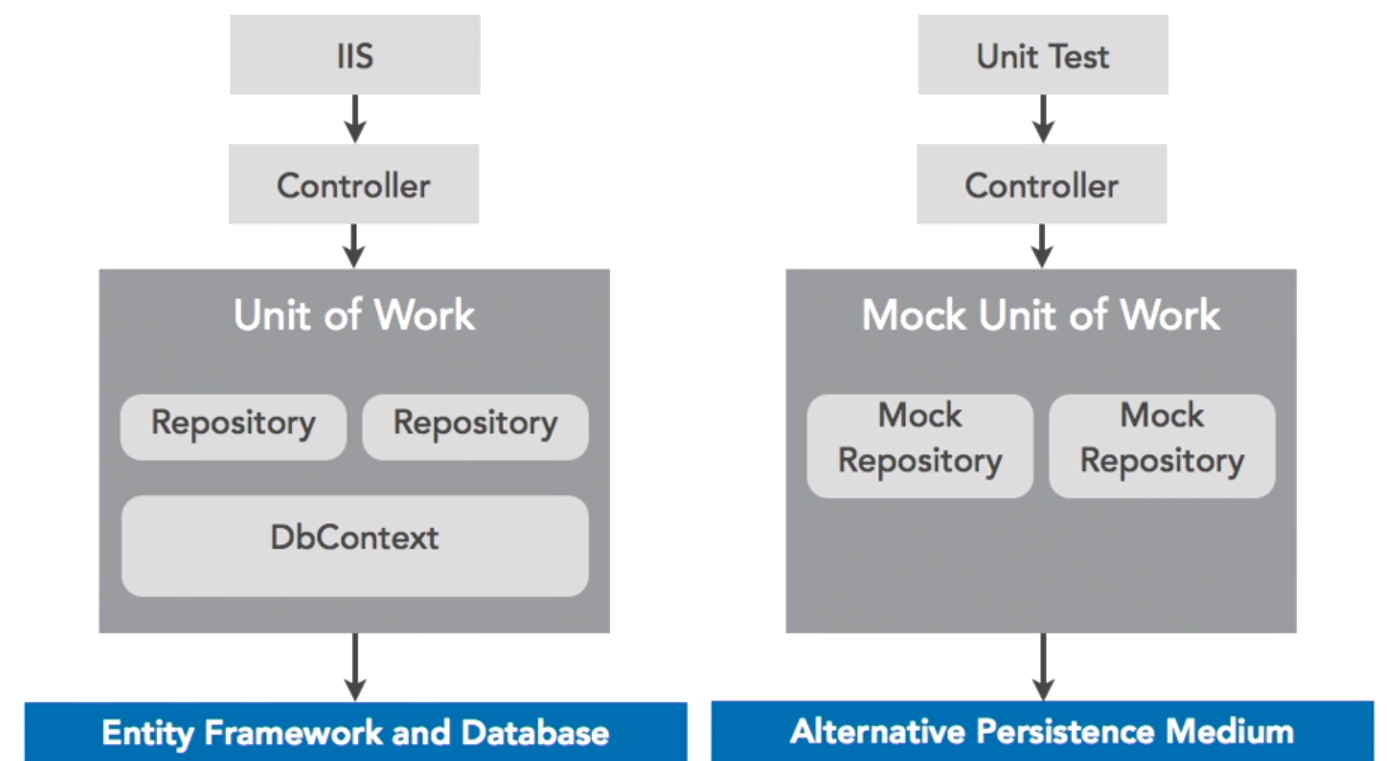 IIS
Controller
Unit of Work
Repository
Repository
DbContext
Entity Framework and Database
Unit Test
Controller
Mock Unit of Work
Mock
Repository
Mock
Repository
Alternative Persistence Medium